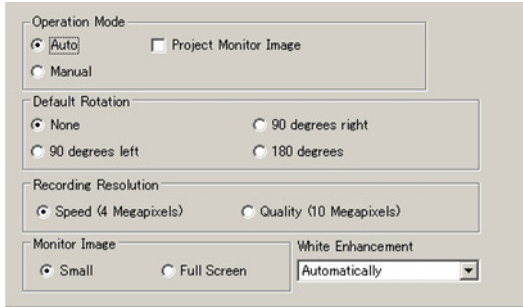 Operation Mode
Auto Project Monitor Image
Manual
Default Rotation
None 90 degrees right
90 degrees left 180 degrees
Recording Resolution
Speed (4 Megapixels) Quality (10 Megapixels)
Monitor Image White Enhancement
Small Full Screen Automatically